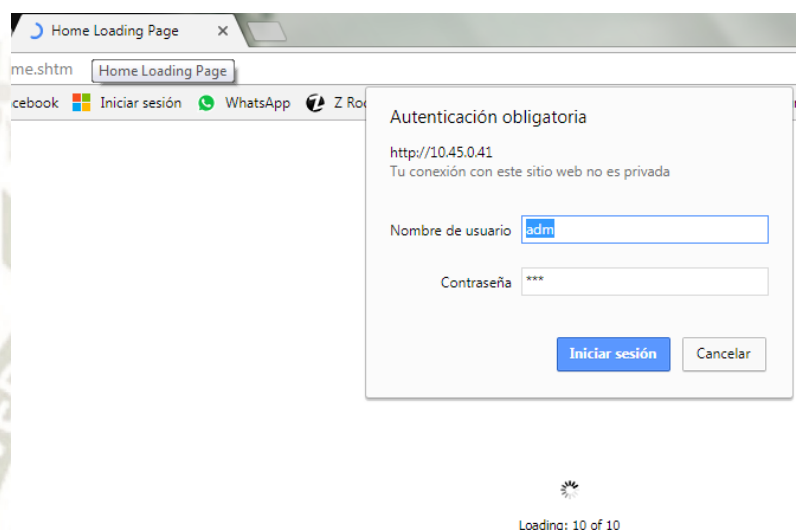 Home Loading Page
me.shtm
Home Loading Page
cebook Iniciar sesión WhatsApp Z Ro
Autenticación obligatoria
http://10.45.0.41
Tu conexión con este sitio web no es privada
Nombre de usuario adm
Contraseña ***
Iniciar sesión Cancelar
Loading: 10 of 10